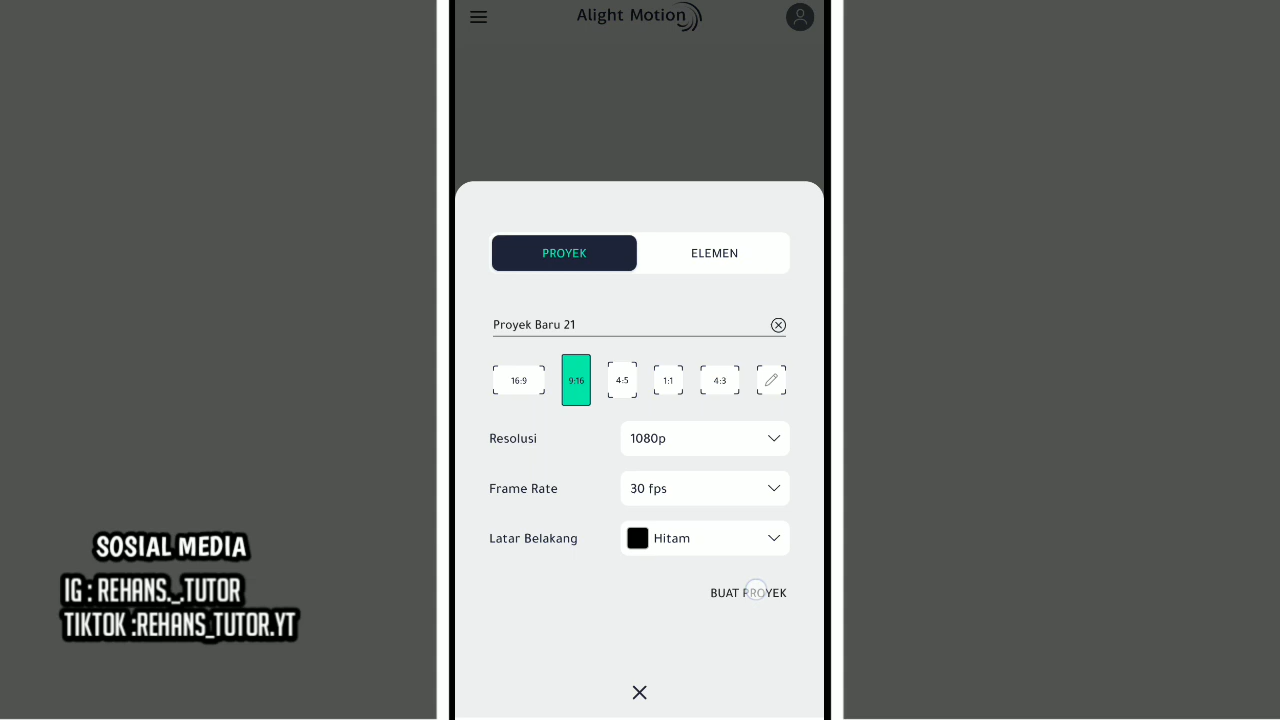 Alight Motion
PROYEK
ELEMEN
Proyek Baru 21
16:9
9:16
4:5
1:1
4:3
Resolusi
1080p
Frame Rate
30 fps
Latar Belakang
Hitam
BUAT PROYEK
SOSIAL MEDIA
IG : REHANS._.TUTOR
TIKTOK :REHANS_TUTOR.YT